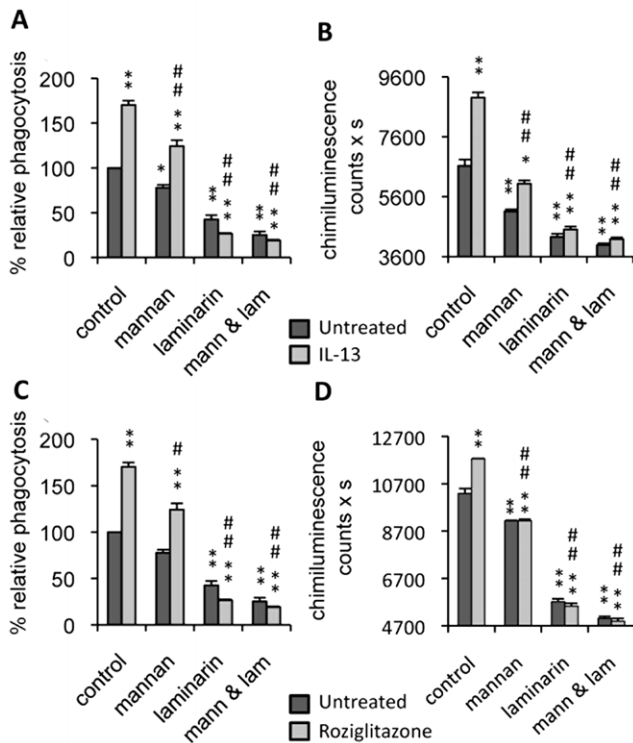 A
% relative phagocytosis
200
150
100
50
0
**
*
## **
**
## **
**
## **
control
mannan
laminarin
mann & lam
B
chimiluminescence
counts x s
9600
7600
5600
3600
**
**
## *
**
## **
**
## **
control
mannan
laminarin
mann & lam
Untreated
IL-13
C
% relative phagocytosis
200
150
100
50
0
**
# **
**
## **
**
## **
control
mannan
laminarin
mann & lam
D
chimiluminescence
counts x s
12700
10700
8700
6700
4700
**
**
## **
**
## **
**
## **
control
mannan
laminarin
mann & lam
Untreated
Roziglitazone